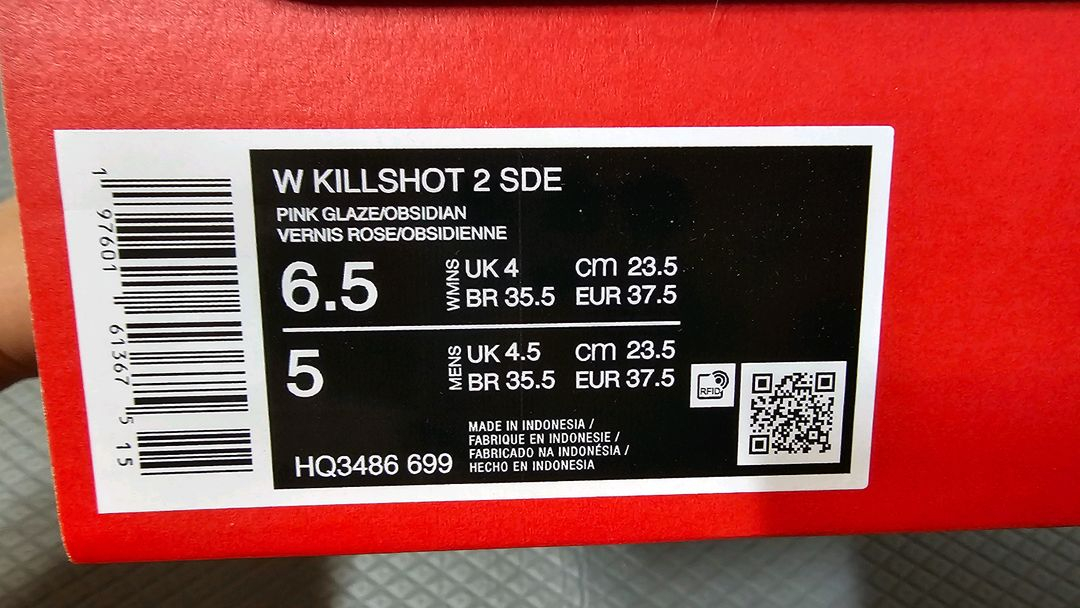 1 97601 61367 5 15
W KILLSHOT 2 SDE
PINK GLAZE/OBSIDIAN
VERNIS ROSE/OBSIDIENNE
6.5 WMNS UK 4 cm 23.5
BR 35.5 EUR 37.5
5 MENS UK 4.5 cm 23.5
BR 35.5 EUR 37.5
RFID
HQ3486 699
MADE IN INDONESIA /
FABRIQUE EN INDONESIE /
FABRICADO NA INDONÉSIA /
HECHO EN INDONESIA